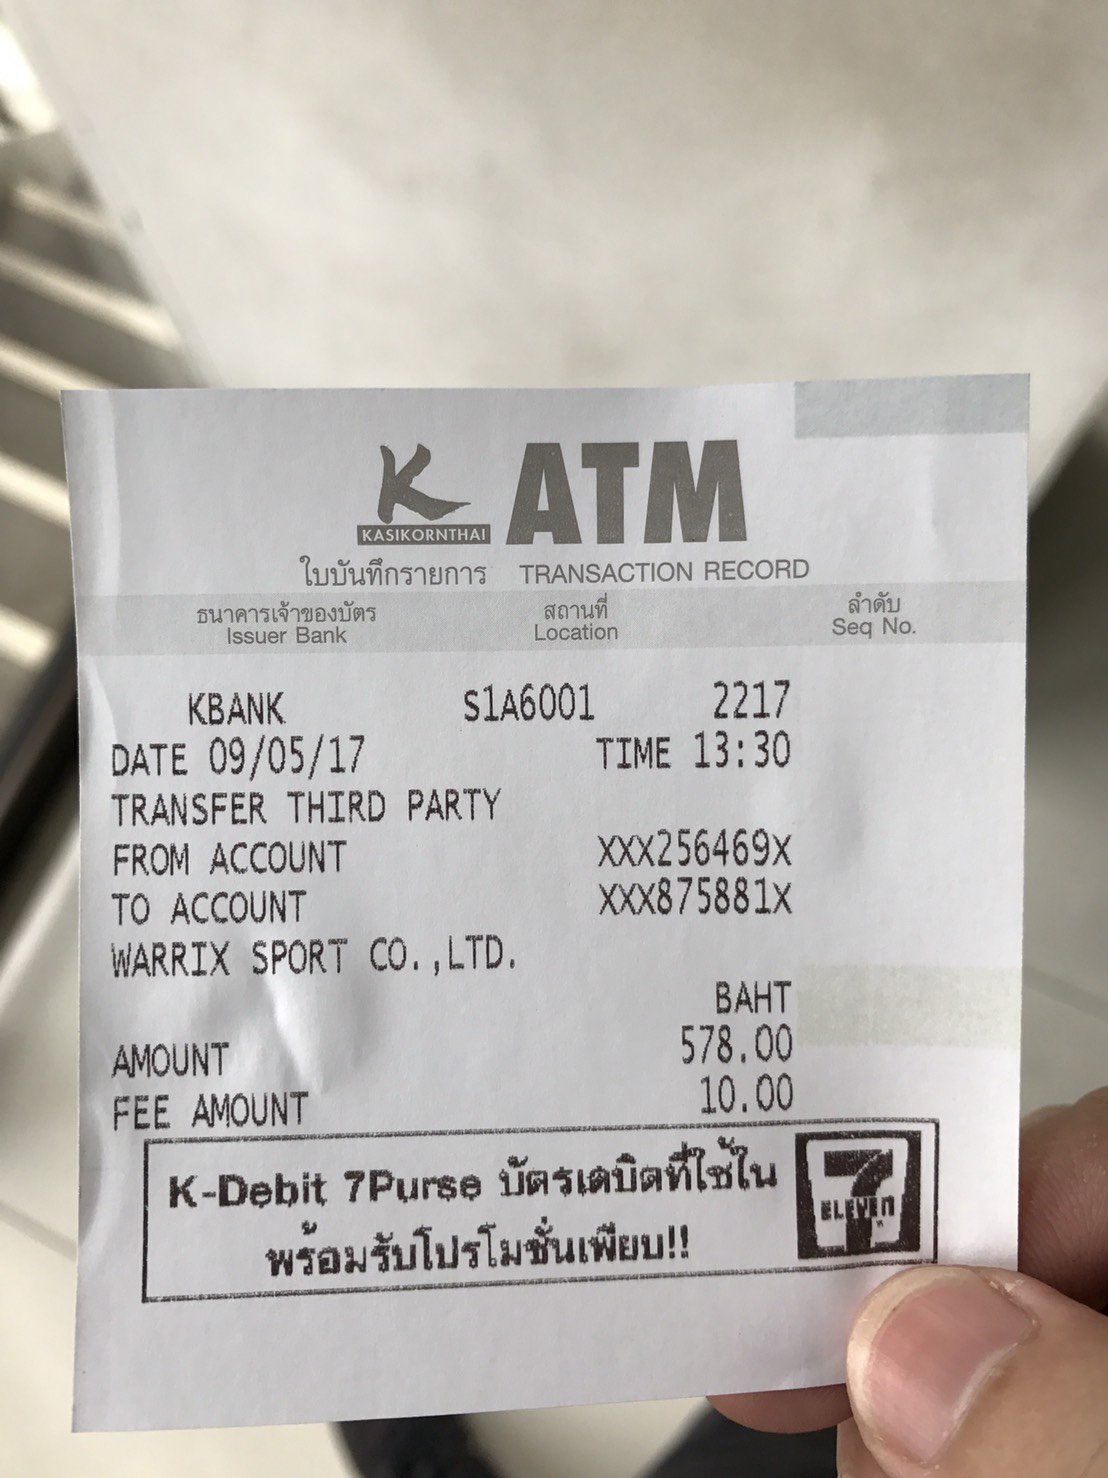 K ATM
KASIKORNTHAI
ใบบันทึกรายการ TRANSACTION RECORD
ธนาคารเจ้าของบัตร สถานที่ ลำดับ
Issuer Bank Location Seq No.
KBANK S1A6001 2217
DATE 09/05/17 TIME 13:30
TRANSFER THIRD PARTY
FROM ACCOUNT XXX256469X
TO ACCOUNT XXX875881X
WARRIX SPORT CO.,LTD.
BAHT
AMOUNT 578.00
FEE AMOUNT 10.00
K-Debit 7Purse บัตรเดบิตที่ใช้ใน
พร้อมรับโปรโมชั่นเพียบ!!
7 ELEVEn